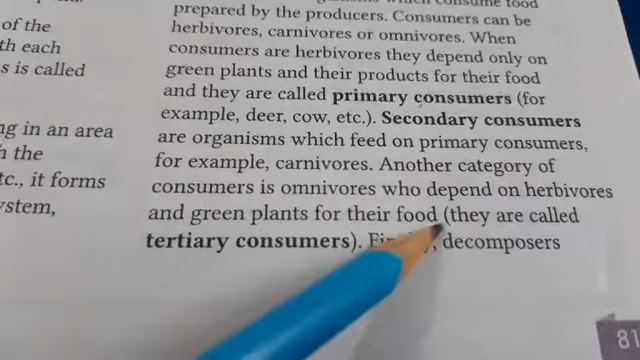 of the
th each
s is called
ng in an area
n the
tc., it forms
ystem,
which consume food
prepared by the producers. Consumers can be
herbivores, carnivores or omnivores. When
consumers are herbivores they depend only on
green plants and their products for their food
and they are called primary consumers (for
example, deer, cow, etc.). Secondary consumers
are organisms which feed on primary consumers,
for example, carnivores. Another category of
consumers is omnivores who depend on herbivores
and green plants for their food (they are called
tertiary consumers). decomposers
81